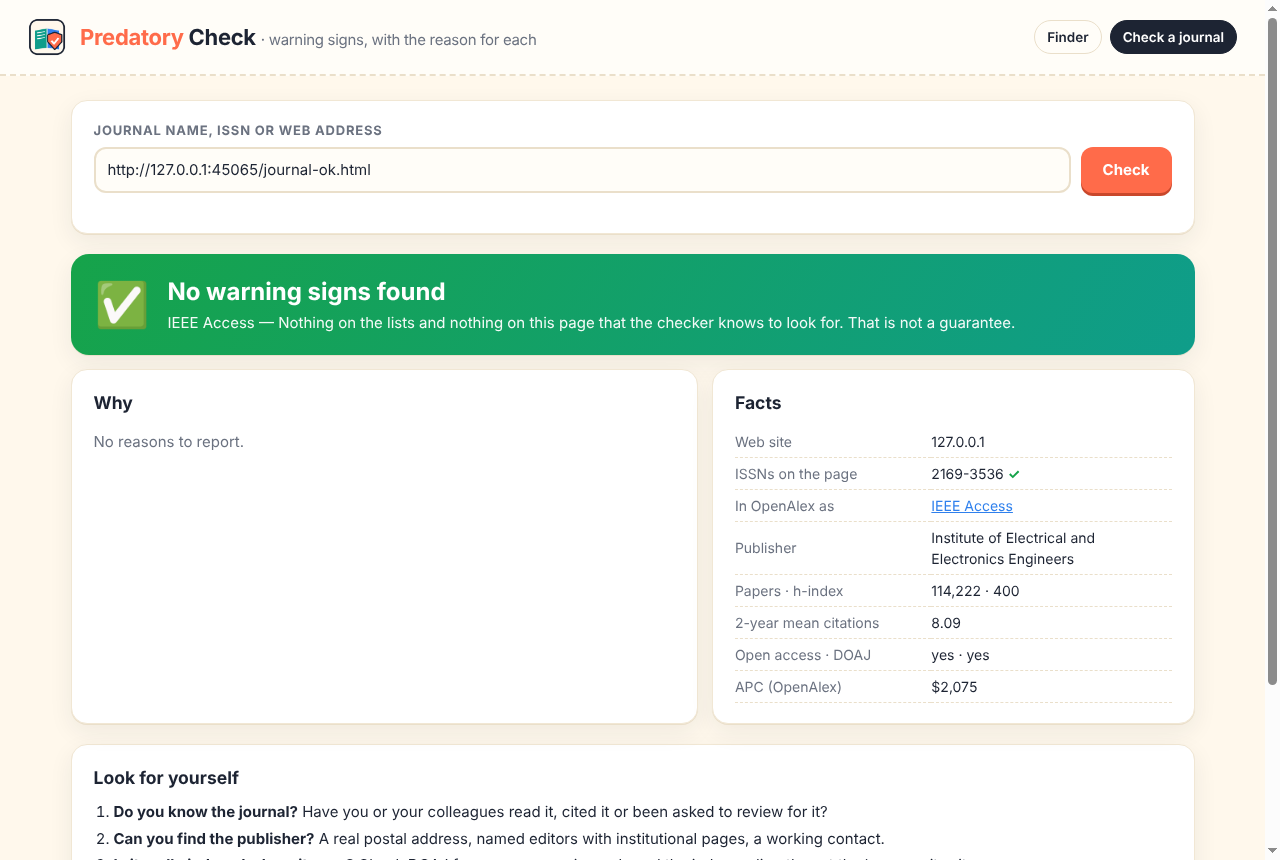 Predatory Check · warning signs, with the reason for each
Finder
Check a journal
JOURNAL NAME, ISSN OR WEB ADDRESS
http://127.0.0.1:45065/journal-ok.html
Check
No warning signs found
IEEE Access — Nothing on the lists and nothing on this page that the checker knows to look for. That is not a guarantee.
Why
No reasons to report.
Facts
Web site 127.0.0.1
ISSNs on the page 2169-3536 ✓
In OpenAlex as IEEE Access
Publisher Institute of Electrical and
Electronics Engineers
Papers · h-index 114,222 · 400
2-year mean citations 8.09
Open access · DOAJ yes · yes
APC (OpenAlex) $2,075
Look for yourself
1. Do you know the journal? Have you or your colleagues read it, cited it or been asked to review for it?
2. Can you find the publisher? A real postal address, named editors with institutional pages, a working contact.